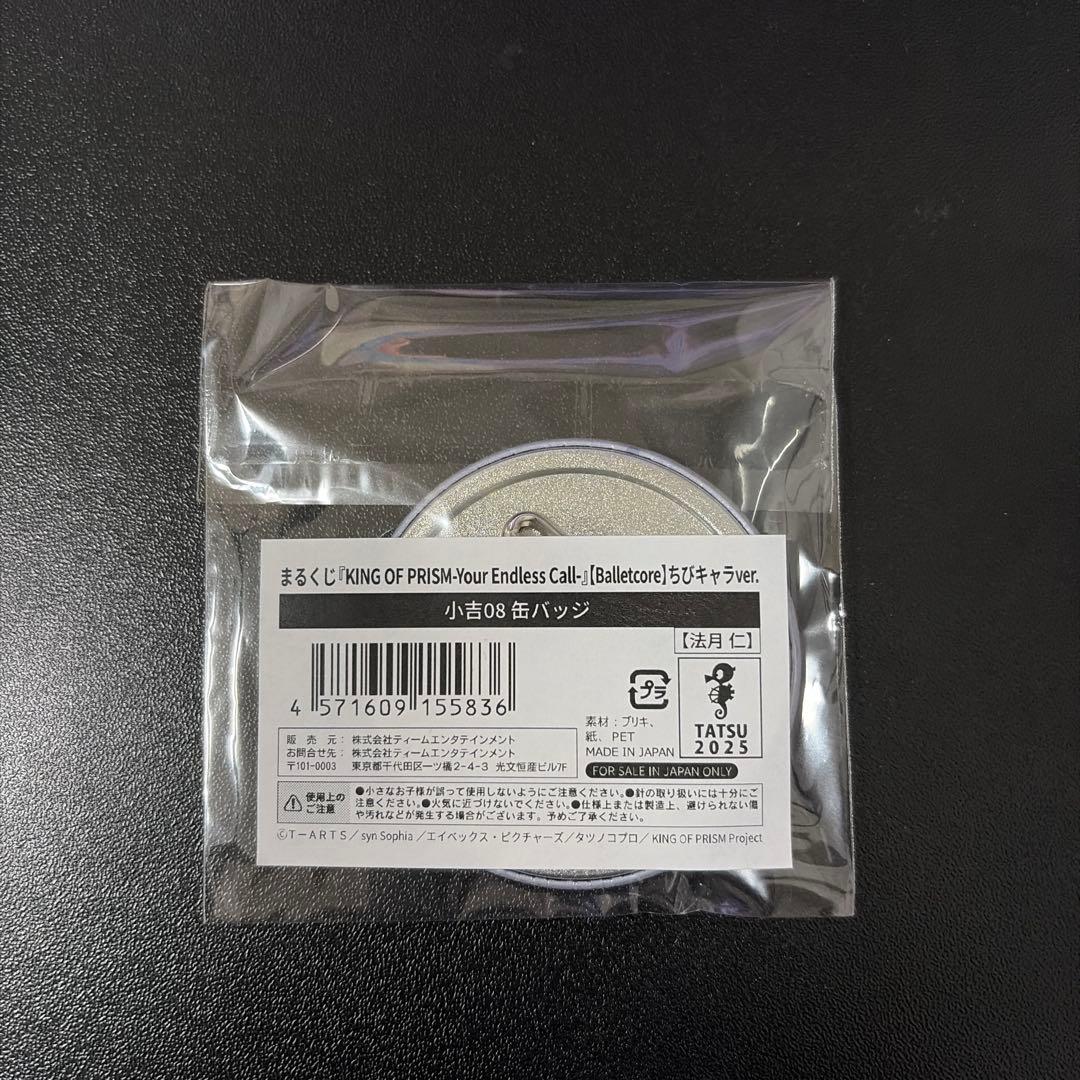 まるくじ『KING OF PRISM-Your Endless Call-』【Balletcore】ちびキャラver.
小吉08 缶バッジ
【法月 仁】
4 571609 155836
プラ
素材：ブリキ、
紙、PET
MADE IN JAPAN
TATSU
2025
FOR SALE IN JAPAN ONLY
販売元：株式会社ティームエンタテインメント
お問合せ先：株式会社ティームエンタテインメント
〒101-0003 東京都千代田区一ツ橋2-4-3 光文恒産ビル7F
使用上の
ご注意
●小さなお子様が誤って使用しないようにご注意ください。●針の取り扱いには十分にご
注意ください。●火気に近づけないでください。●仕様上または製造上、避けられない傷
や汚れなどが発生する場合がございます。予めご了承ください。
©T-ARTS／syn Sophia／エイベックス・ピクチャーズ／タツノコプロ／KING OF PRISM Project